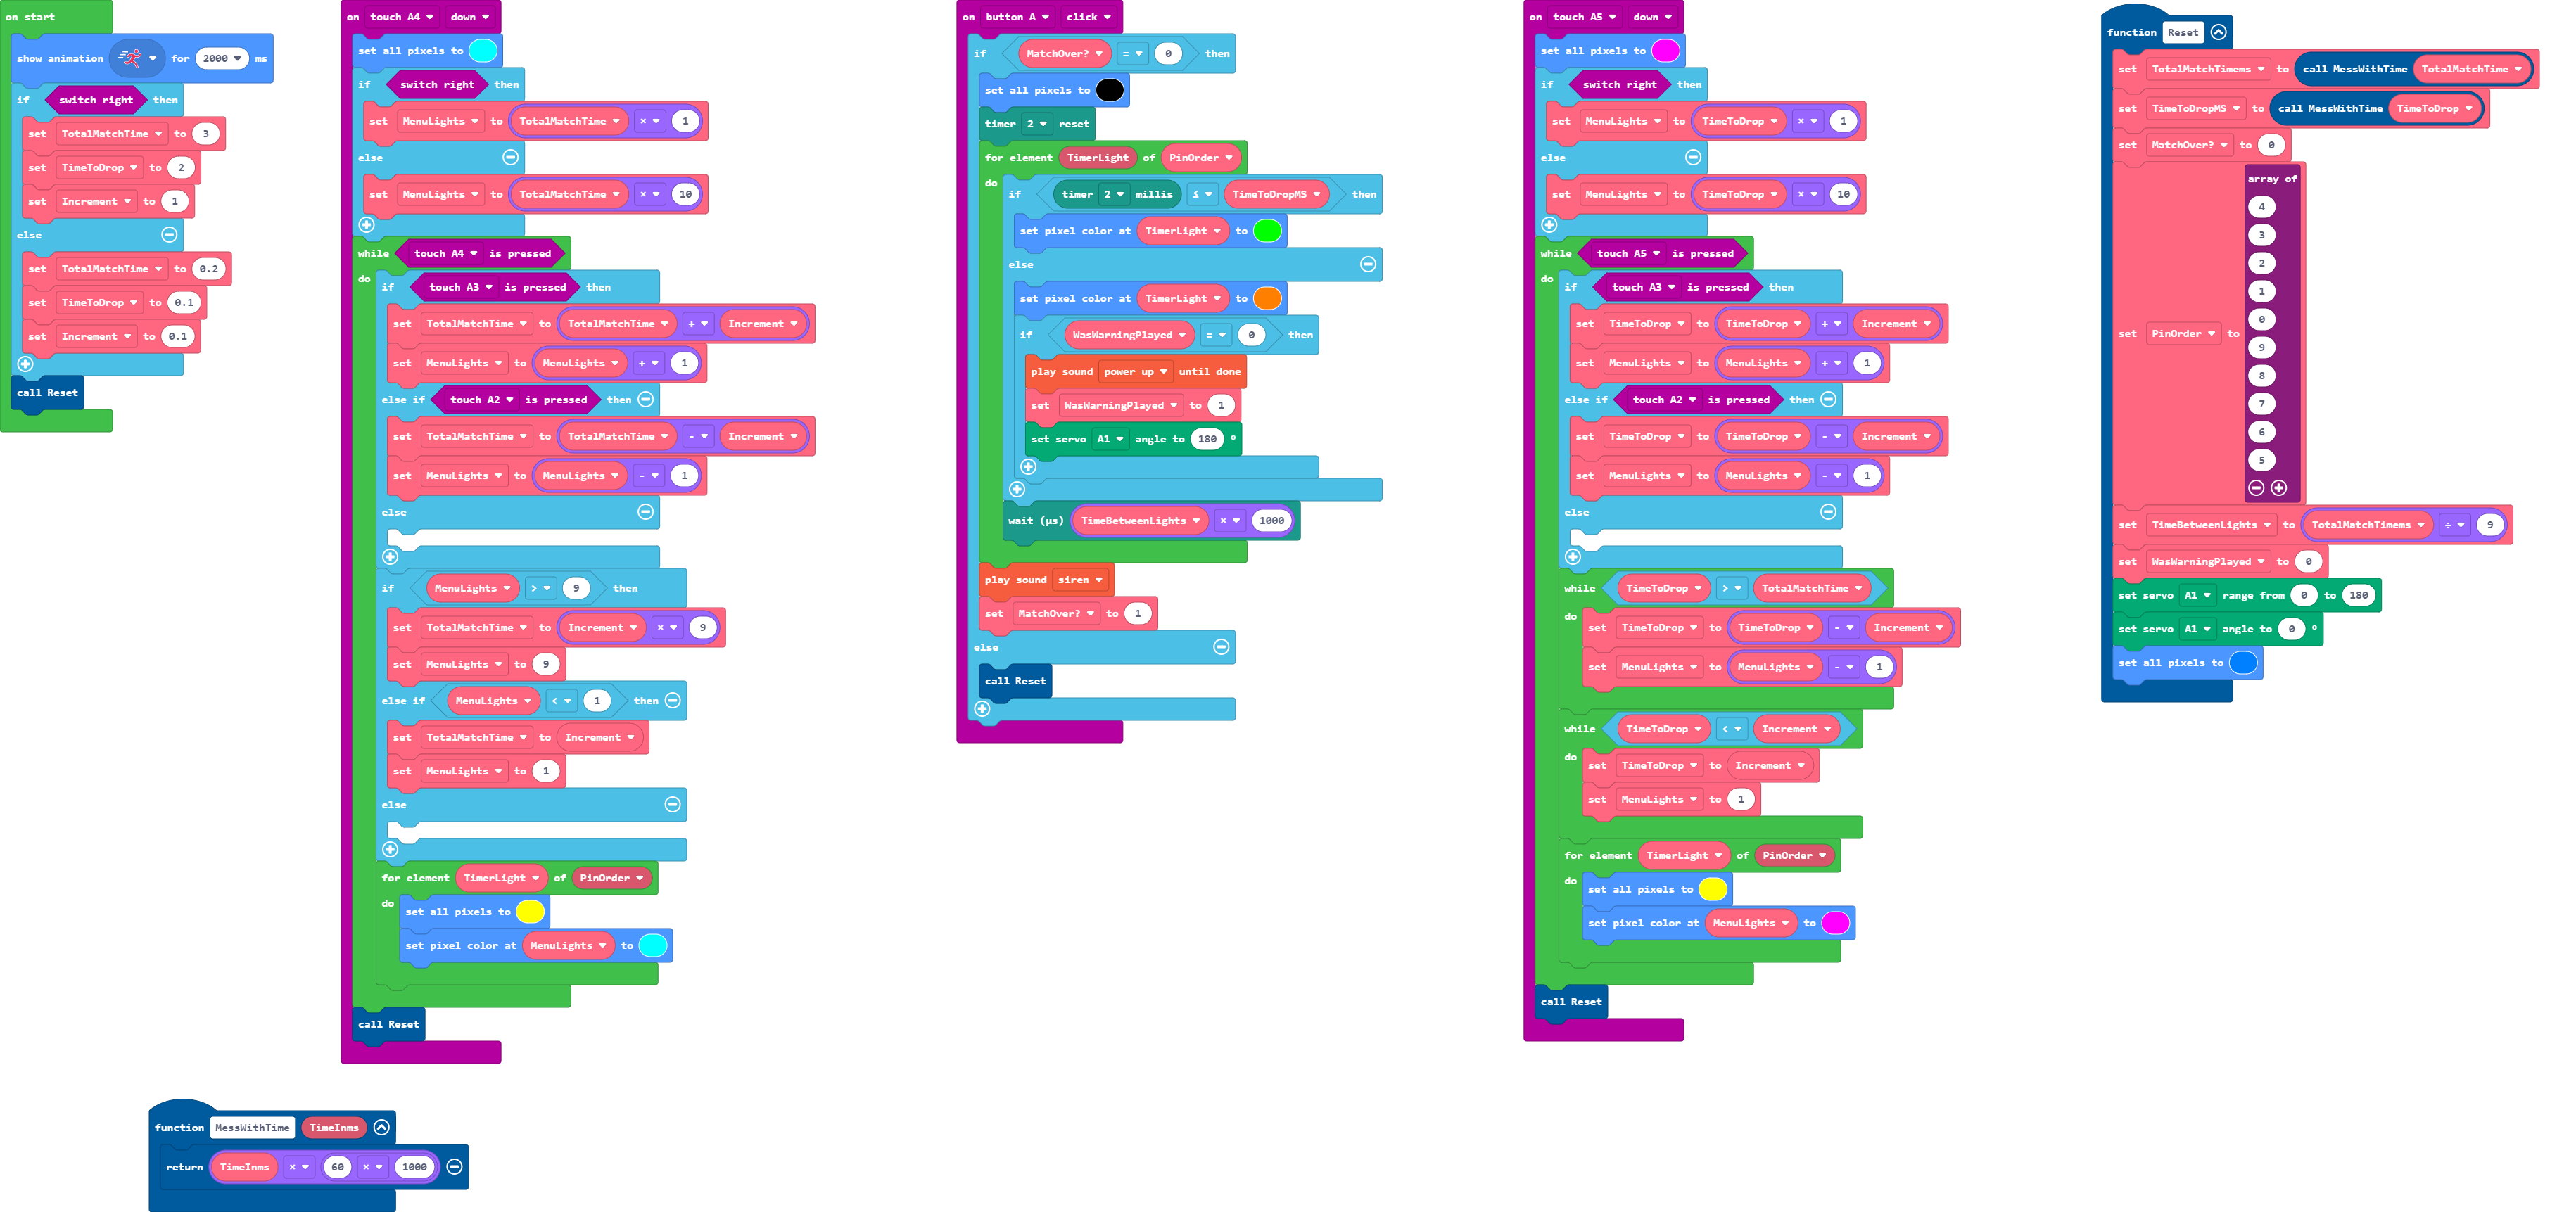 on start
show animation for 2000 ms
if switch right then
set TotalMatchTime to 3
set TimeToDrop to 2
set Increment to 1
else
set TotalMatchTime to 0.2
set TimeToDrop to 0.1
set Increment to 0.1
call Reset
on touch A4 down
set all pixels to
if switch right then
set MenuLights to TotalMatchTime × 1
else
set MenuLights to TotalMatchTime × 10
while touch A4 is pressed
do if touch A3 is pressed then
set TotalMatchTime to TotalMatchTime + Increment
set MenuLights to MenuLights + 1
else if touch A2 is pressed then
set TotalMatchTime to TotalMatchTime - Increment
set MenuLights to MenuLights - 1
else
if MenuLights > 9 then
set TotalMatchTime to Increment × 9
set MenuLights to 9
else if MenuLights < 1 then
set TotalMatchTime to Increment
set MenuLights to 1
else
for element TimerLight of PinOrder
do set all pixels to
set pixel color at MenuLights to
call Reset
on button A click
if MatchOver? = 0 then
set all pixels to
timer 2 reset
for element TimerLight of PinOrder
do if timer 2 millis ≤ TimeToDropMS then
set pixel color at TimerLight to
else
set pixel color at TimerLight to
if WasWarningPlayed = 0 then
play sound power up until done
set WasWarningPlayed to 1
set servo A1 angle to 180 °
wait (µs) TimeBetweenLights × 1000
play sound siren
set MatchOver? to 1
else
call Reset
on touch A5 down
set all pixels to
if switch right then
set MenuLights to TimeToDrop × 1
else
set MenuLights to TimeToDrop × 10
while touch A5 is pressed
do if touch A3 is pressed then
set TimeToDrop to TimeToDrop + Increment
set MenuLights to MenuLights + 1
else if touch A2 is pressed then
set TimeToDrop to TimeToDrop - Increment
set MenuLights to MenuLights - 1
else
while TimeToDrop > TotalMatchTime
do set TimeToDrop to TimeToDrop - Increment
set MenuLights to MenuLights - 1
while TimeToDrop < Increment
do set TimeToDrop to Increment
set MenuLights to 1
for element TimerLight of PinOrder
do set all pixels to
set pixel color at MenuLights to
call Reset
function Reset
set TotalMatchTimems to call MessWithTime TotalMatchTime
set TimeToDropMS to call MessWithTime TimeToDrop
set MatchOver? to 0
set PinOrder to array of
4
3
2
1
0
9
8
7
6
5
set TimeBetweenLights to TotalMatchTimems ÷ 9
set WasWarningPlayed to 0
set servo A1 range from 0 to 180
set servo A1 angle to 0 °
set all pixels to
function MessWithTime TimeInms
return TimeInms × 60 × 1000